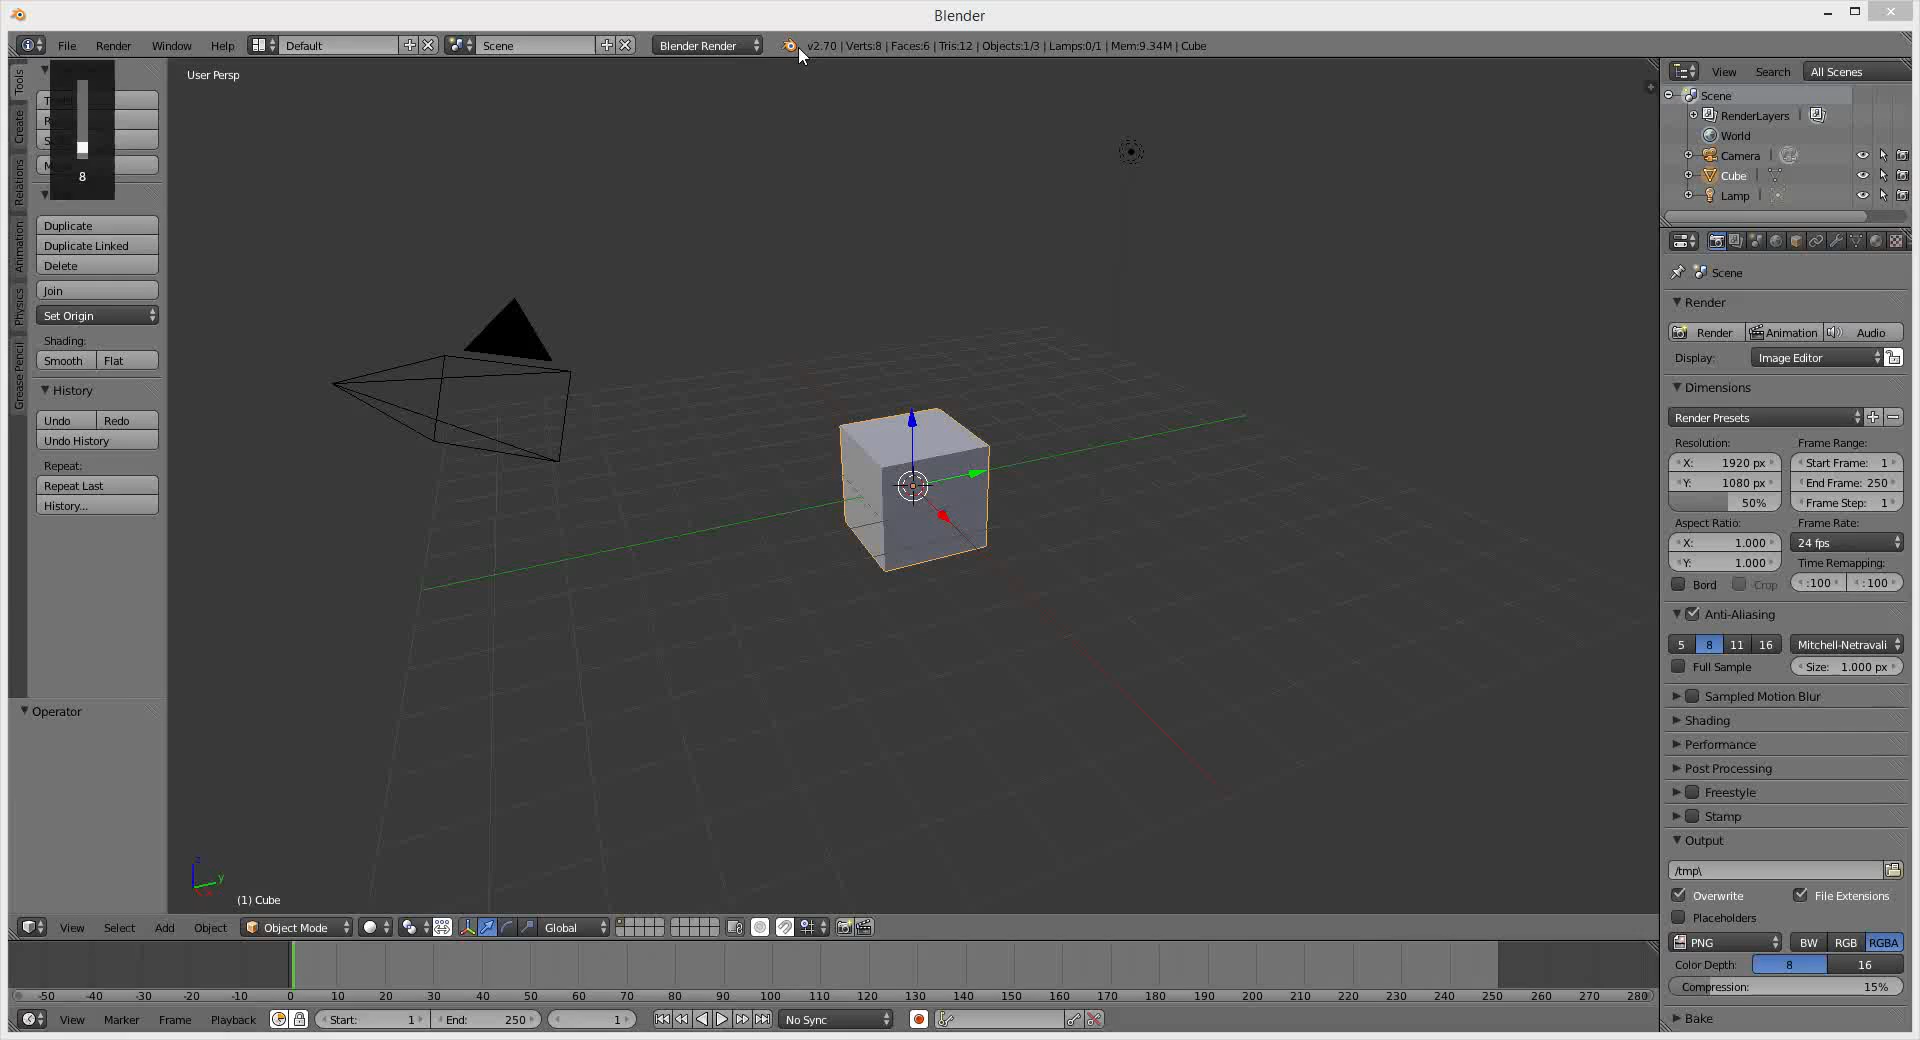 Blender
File Render Window Help Default Scene Blender Render v2.70 | Verts:8 | Faces:6 | Tris:12 | Objects:1/3 | Lamps:0/1 | Mem:9.34M | Cube
User Persp
Tools
Create
Relations
Animation
Physics
Grease Pencil
8
Duplicate
Duplicate Linked
Delete
Join
Set Origin
Shading:
Smooth Flat
History
Undo Redo
Undo History
Repeat:
Repeat Last
History...
Operator
z
y
(1) Cube
View Select Add Object Object Mode Global
-50 -40 -30 -20 -10 0 10 20 30 40 50 60 70 80 90 100 110 120 130 140 150 160 170 180 190 200 210 220 230 240 250 260 270 280
View Marker Frame Playback Start: 1 End: 250 1 No Sync
View Search All Scenes
Scene
RenderLayers
World
Camera
Cube
Lamp
Scene
Render
Render Animation Audio
Display: Image Editor
Dimensions
Render Presets
Resolution: Frame Range:
X: 1920 px Start Frame: 1
Y: 1080 px End Frame: 250
50% Frame Step: 1
Aspect Ratio: Frame Rate:
X: 1.000 24 fps
Y: 1.000 Time Remapping:
Bord Crop :100 :100
Anti-Aliasing
5 8 11 16 Mitchell-Netravali
Full Sample Size: 1.000 px
Sampled Motion Blur
Shading
Performance
Post Processing
Freestyle
Stamp
Output
/tmp\
Overwrite File Extensions
Placeholders
PNG BW RGB RGBA
Color Depth: 8 16
Compression: 15%
Bake